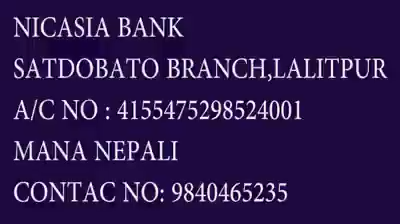 NICASIA BANK
SATDOBATO BRANCH,LALITPUR
A/C NO : 4155475298524001
MANA NEPALI
CONTAC NO: 9840465235